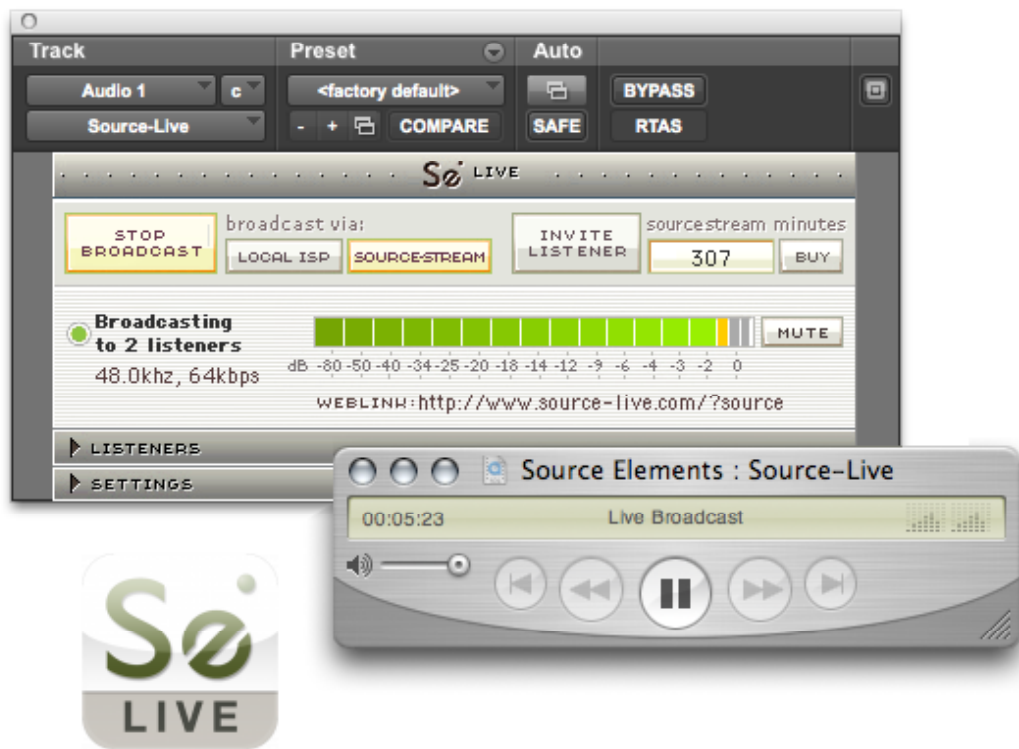 Track Preset Auto
Audio 1 c <factory default> BYPASS
Source-Live - + COMPARE SAFE RTAS
Se LIVE
STOP BROADCAST
broadcast via:
LOCAL ISP SOURCE-STREAM
INVITE LISTENER
sourcestream minutes
307 BUY
Broadcasting
to 2 listeners
48.0khz, 64kbps
MUTE
dB -80 -50 -40 -34 -25 -20 -18 -14 -12 -9 -6 -4 -3 -2 0
WEBLINK:http://www.source-live.com/?source
LISTENERS
SETTINGS
Source Elements : Source-Live
00:05:23 Live Broadcast
Se
LIVE